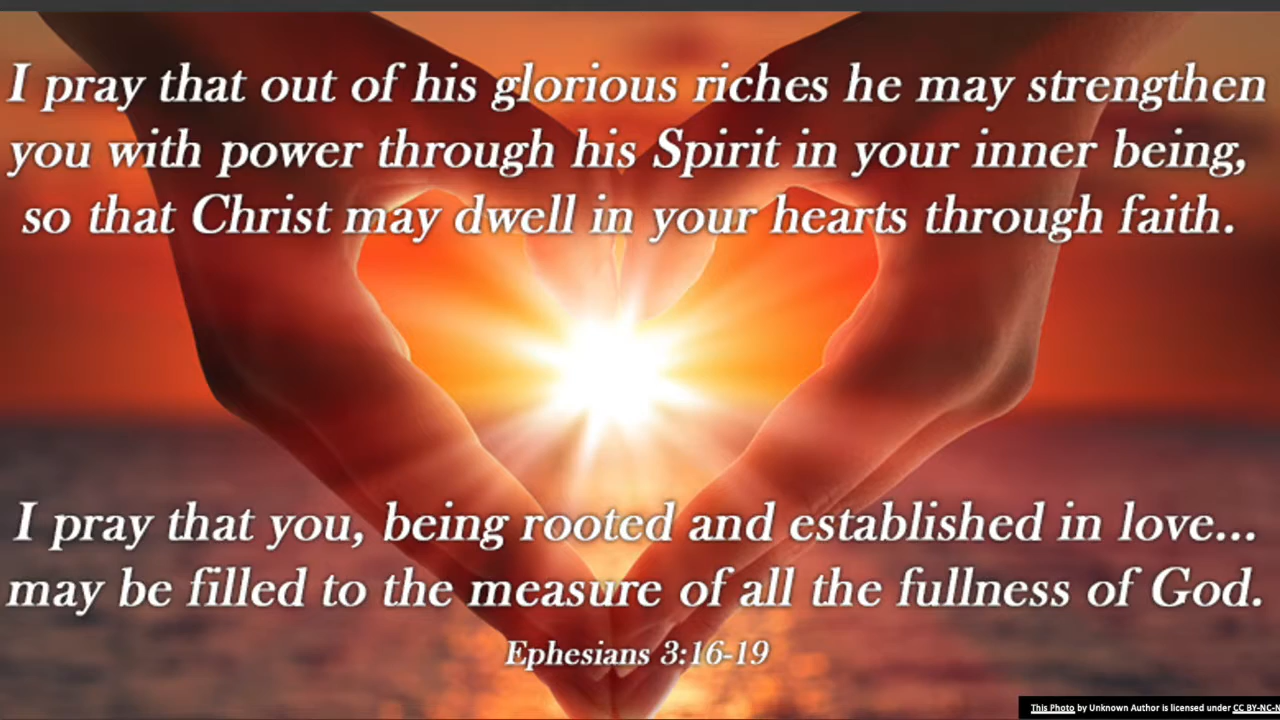 I pray that out of his glorious riches he may strengthen
you with power through his Spirit in your inner being,
so that Christ may dwell in your hearts through faith.
I pray that you, being rooted and established in love...
may be filled to the measure of all the fullness of God.
Ephesians 3:16-19
This Photo by Unknown Author is licensed under CC BY-NC-